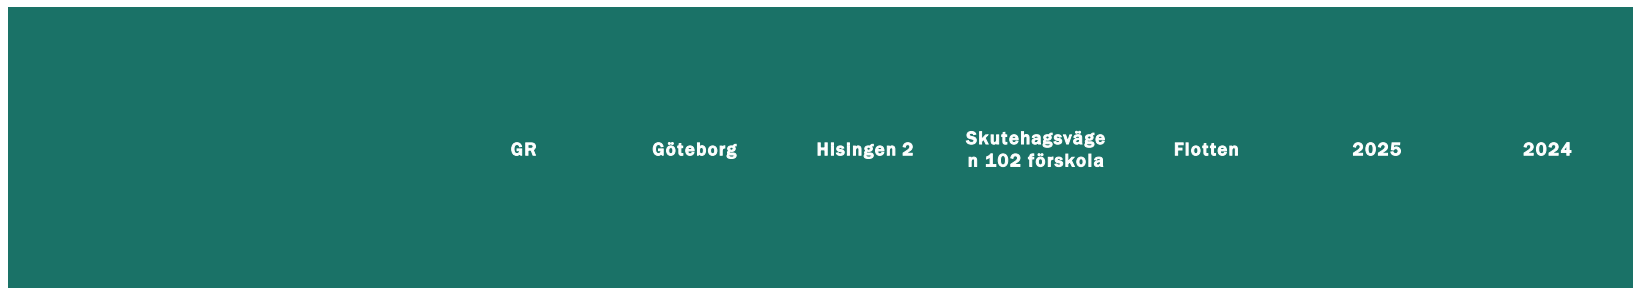 GR
Göteborg
Hisingen 2
Skutehagsväge
n 102 förskola
Flotten
2025
2024